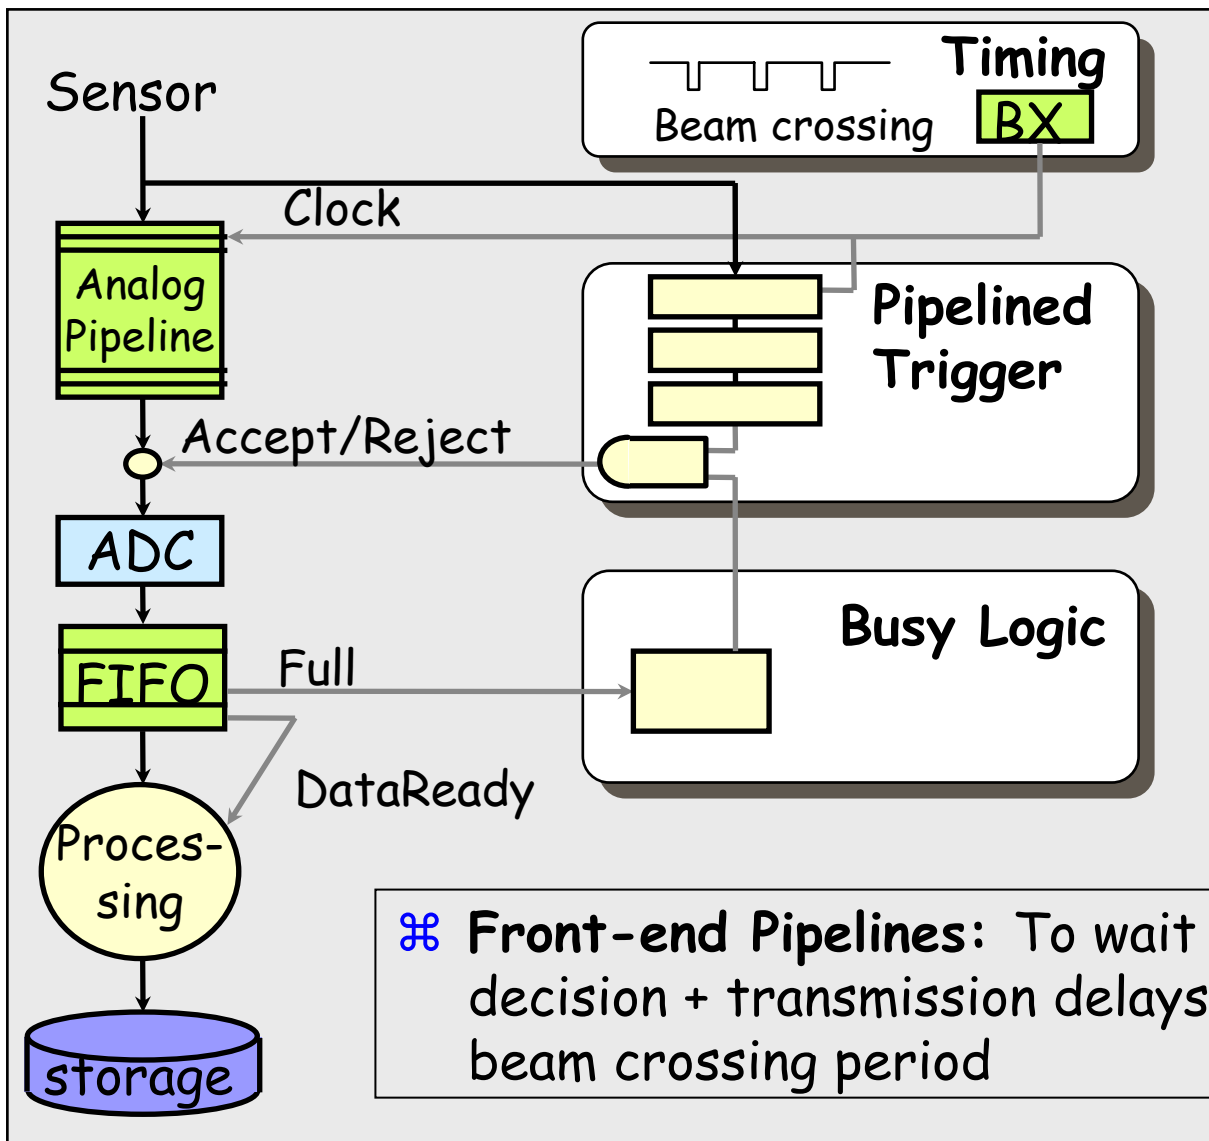 Sensor
Timing
BX
Beam crossing
Clock
Analog
Pipeline
Pipelined
Trigger
Accept/Reject
ADC
Busy Logic
FIFO
Full
DataReady
Proces-
sing
storage
⌘ Front-end Pipelines: To wait
decision + transmission delays
beam crossing period